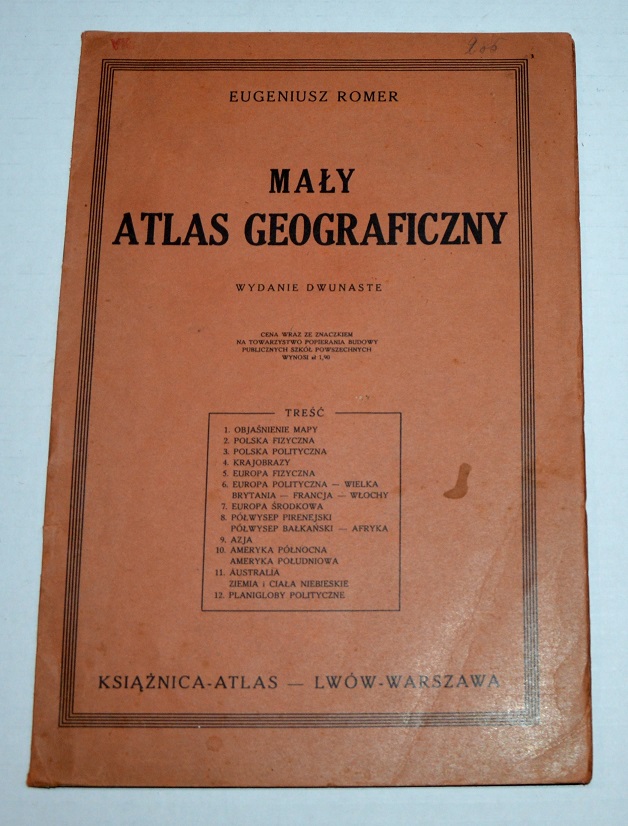 206
EUGENIUSZ ROMER
MAŁY
ATLAS GEOGRAFICZNY
WYDANIE DWUNASTE
CENA WRAZ ZE ZNACZKIEM
NA TOWARZYSTWO POPIERANIA BUDOWY
PUBLICZNYCH SZKÓŁ POWSZECHNYCH
WYNOSI zł 1,90
TREŚĆ
1. OBJAŚNIENIE MAPY
2. POLSKA FIZYCZNA
3. POLSKA POLITYCZNA
4. KRAJOBRAZY
5. EUROPA FIZYCZNA
6. EUROPA POLITYCZNA — WIELKA
BRYTANIA — FRANCJA — WŁOCHY
7. EUROPA ŚRODKOWA
8. PÓŁWYSEP PIRENEJSKI
PÓŁWYSEP BAŁKAŃSKI — AFRYKA
9. AZJA
10. AMERYKA PÓŁNOCNA
AMERYKA POŁUDNIOWA
11. AUSTRALIA
ZIEMIA i CIAŁA NIEBIESKIE
12. PLANIGLOBY POLITYCZNE
KSIĄŻNICA-ATLAS — LWÓW-WARSZAWA